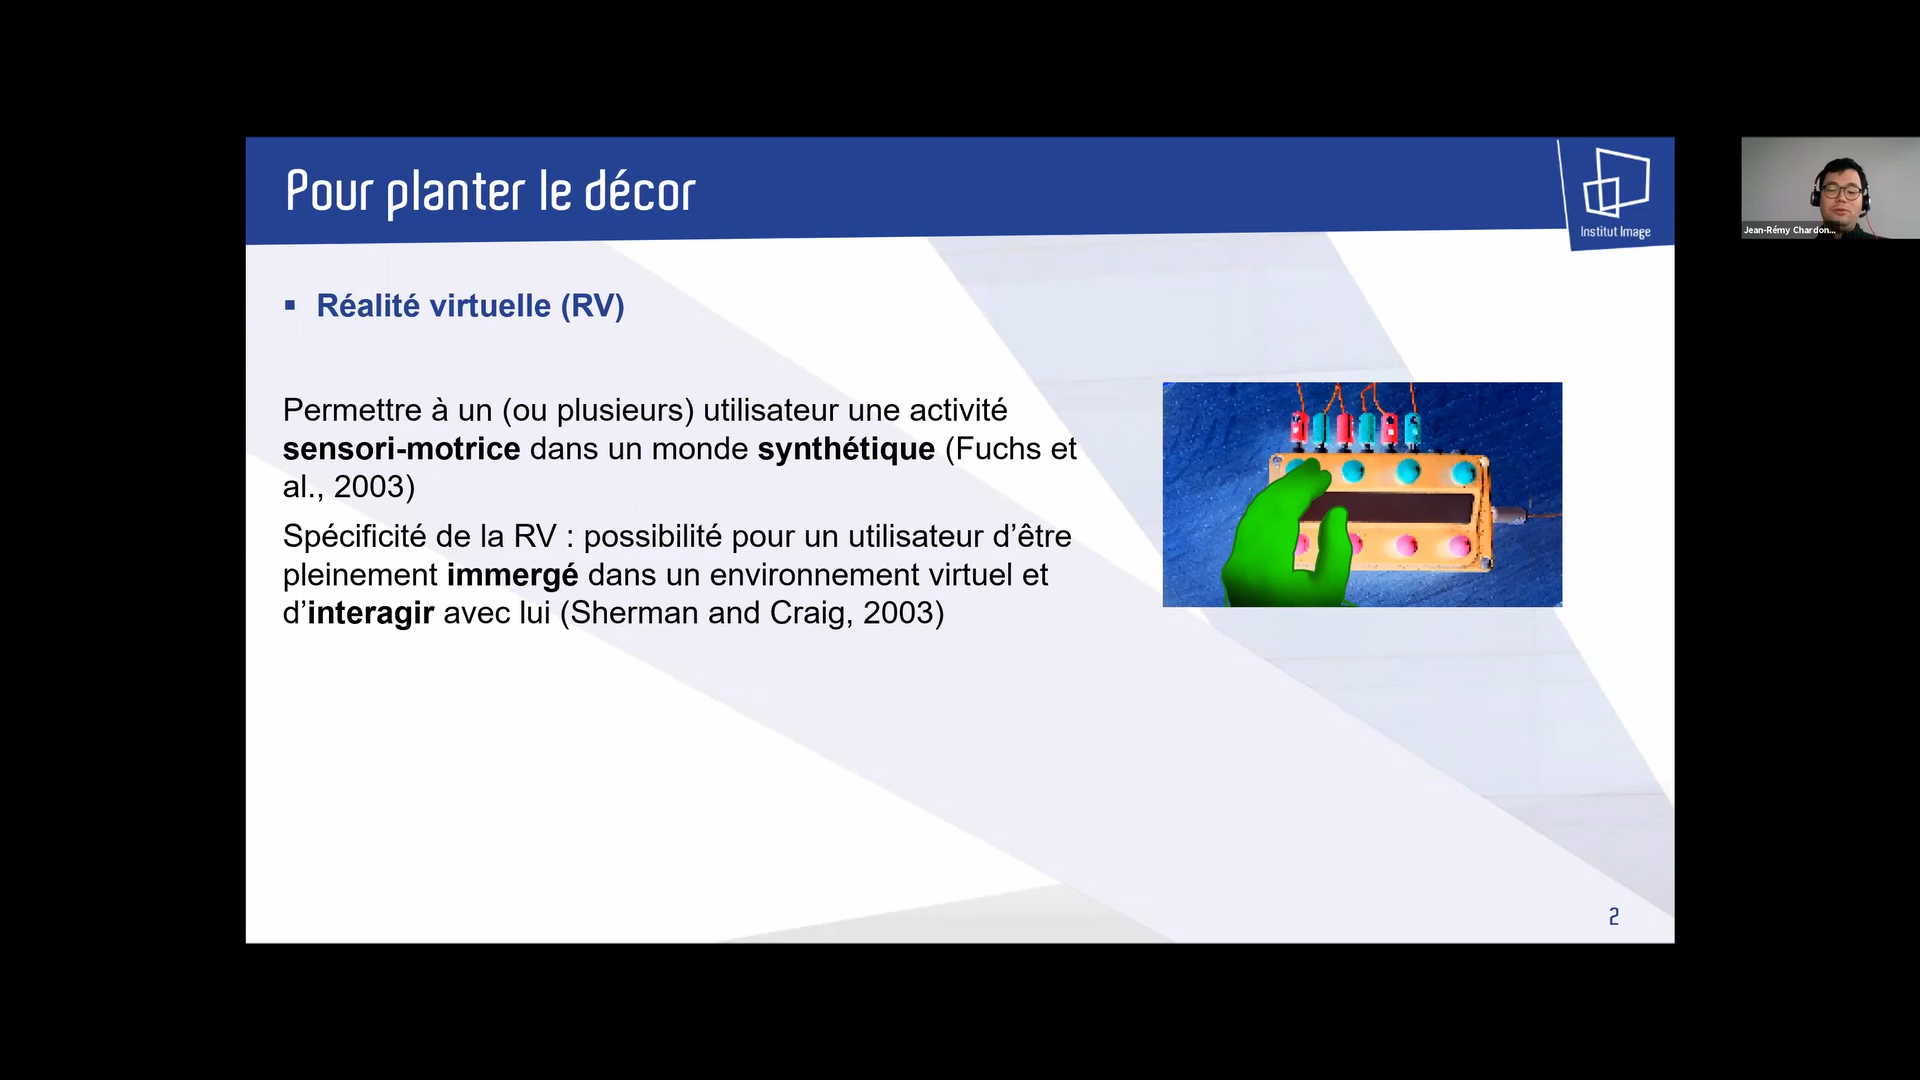 Pour planter le décor
Institut Image
Jean-Rémy Chardon...
▪ Réalité virtuelle (RV)
Permettre à un (ou plusieurs) utilisateur une activité
sensori-motrice dans un monde synthétique (Fuchs et
al., 2003)
Spécificité de la RV : possibilité pour un utilisateur d’être
pleinement immergé dans un environnement virtuel et
d’interagir avec lui (Sherman and Craig, 2003)
2